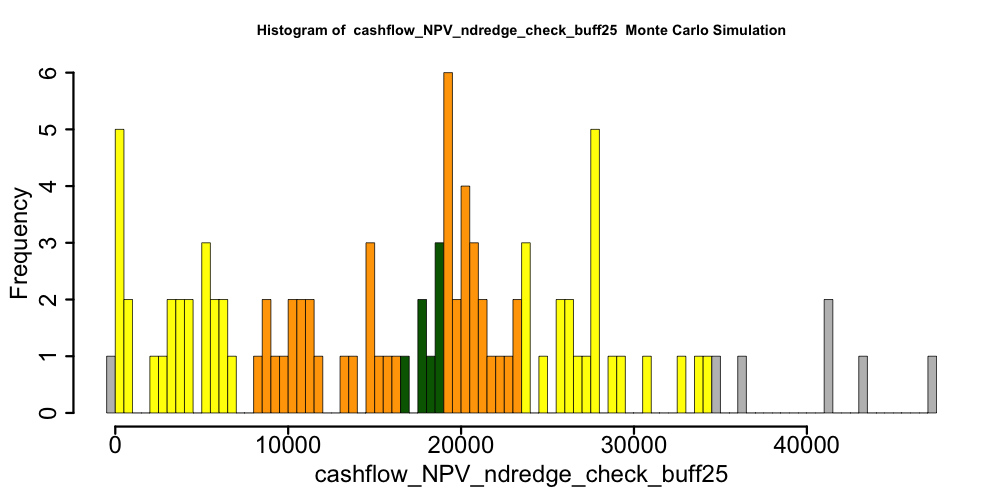 Histogram of  cashflow_NPV_ndredge_check_buff25  Monte Carlo Simulation
Frequency
6
5
4
3
2
1
0
0 10000 20000 30000 40000
cashflow_NPV_ndredge_check_buff25